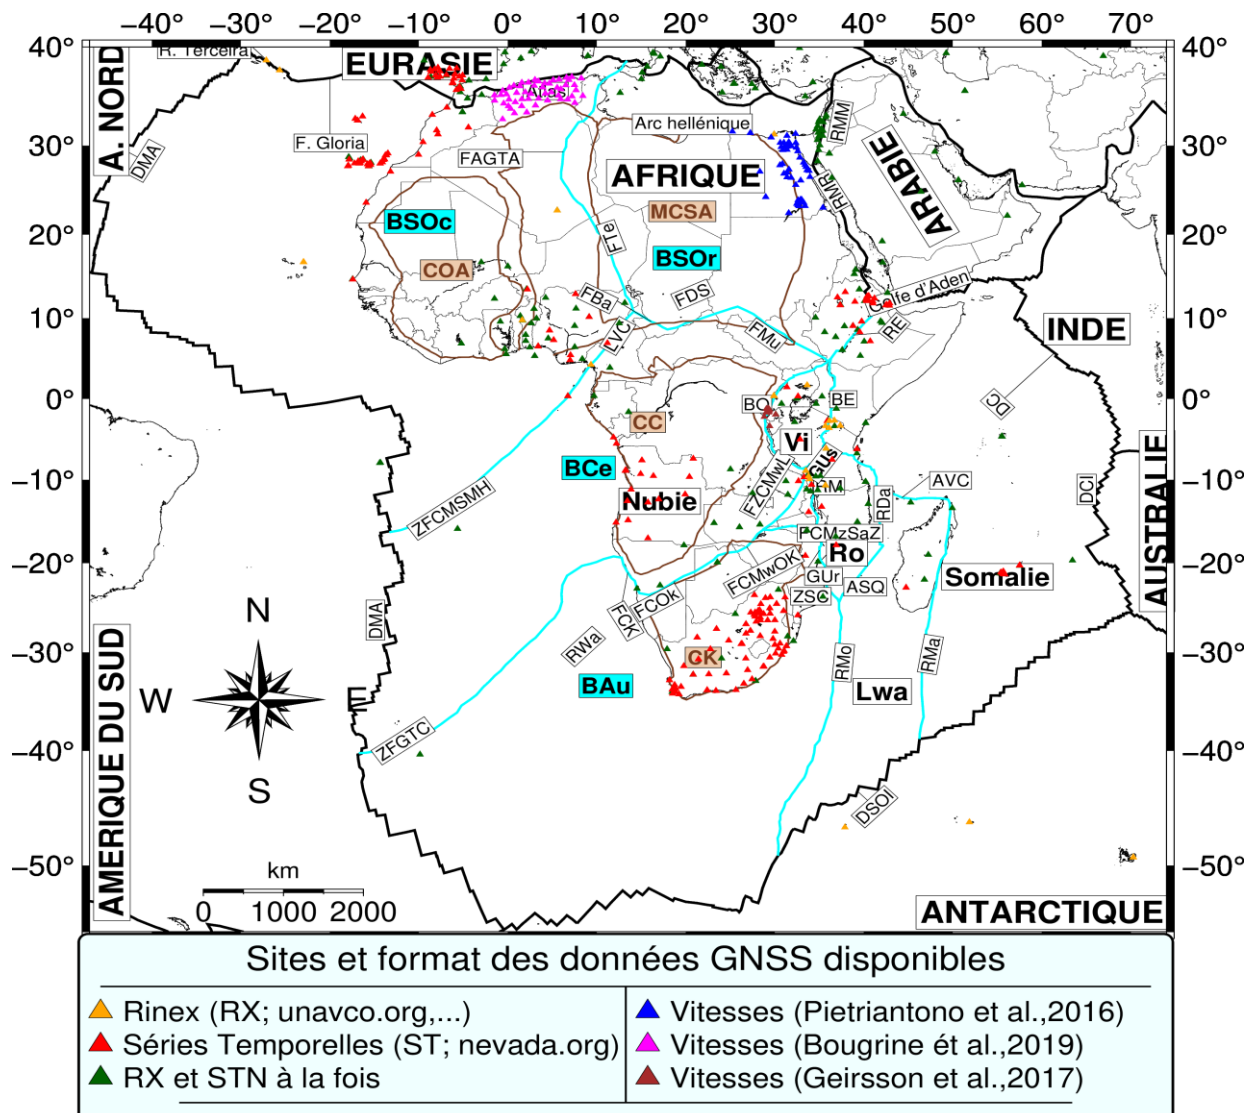 −40° −30° −20° −10° 0° 10° 20° 30° 40° 50° 60° 70°
40° 40°
A. NORD
R. Terceira
EURASIE
DMA
Atlas
Arc hellénique
RMM
F. Gloria
30° 30°
FAGTA
AFRIQUE
ARABIE
RMR
BSOc
MCSA
20° 20°
FTe
BSOr
COA
Golfe d'Aden
FBa
FDS
10° 10°
LVC
FMu
RE
INDE
0° 0°
BO
BE
DC
CC
Vi
AUSTRALIE
BCe
GUs
FZCMwL
−10° −10°
Nubie
RDa
AVC
DCI
ZFCMSMH
FCMzSaZ
Ro
−20° −20°
FCMwOK
GUr
ASQ
Somalie
ZSC
FCOk
FCK
DMA
AMERIQUE DU SUD
N
RWa
−30° −30°
CK
RMo
RMa
BAu
Lwa
W
E
ZFGTC
−40° −40°
S
DSOI
−50° −50°
km
0 1000 2000
ANTARCTIQUE
Sites et format des données GNSS disponibles
Rinex (RX; unavco.org,...)
Séries Temporelles (ST; nevada.org)
RX et STN à la fois
Vitesses (Pietriantono et al.,2016)
Vitesses (Bougrine ét al.,2019)
Vitesses (Geirsson et al.,2017)